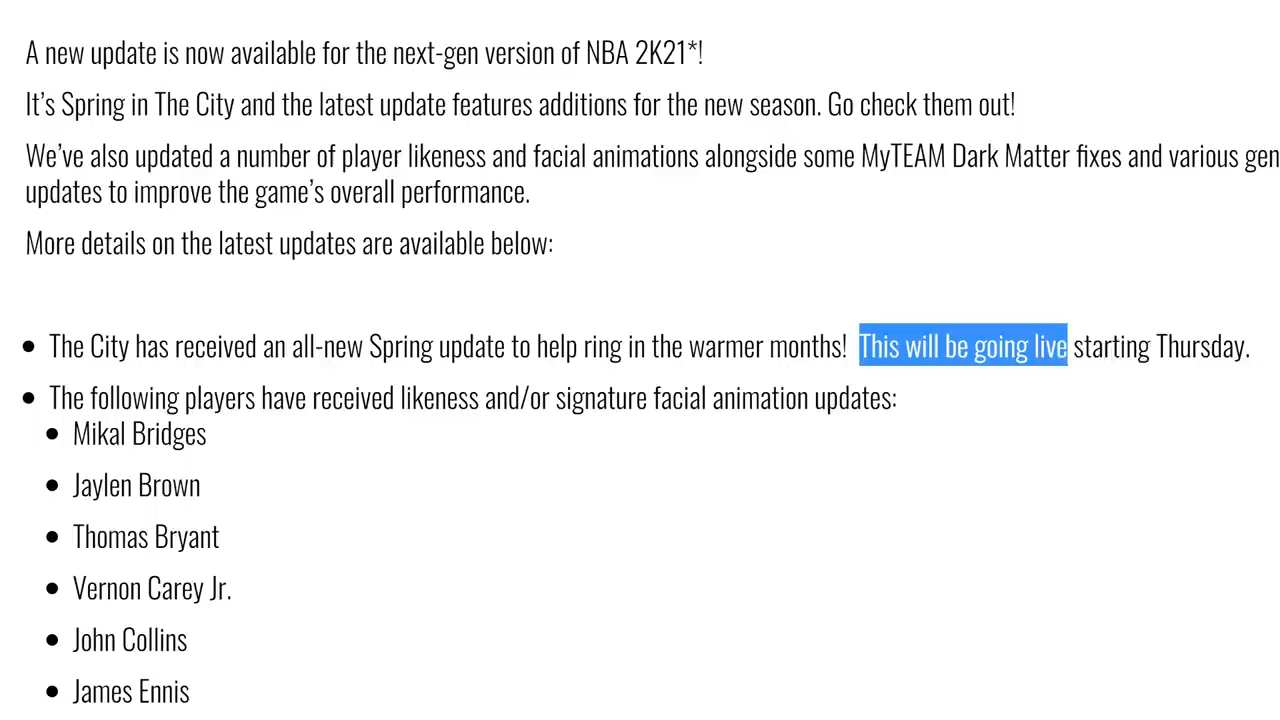 A new update is now available for the next-gen version of NBA 2K21*!
It’s Spring in The City and the latest update features additions for the new season. Go check them out!
We’ve also updated a number of player likeness and facial animations alongside some MyTEAM Dark Matter fixes and various gen
updates to improve the game’s overall performance.
More details on the latest updates are available below:
• The City has received an all-new Spring update to help ring in the warmer months!  This will be going live starting Thursday.
• The following players have received likeness and/or signature facial animation updates:
• Mikal Bridges
• Jaylen Brown
• Thomas Bryant
• Vernon Carey Jr.
• John Collins
• James Ennis